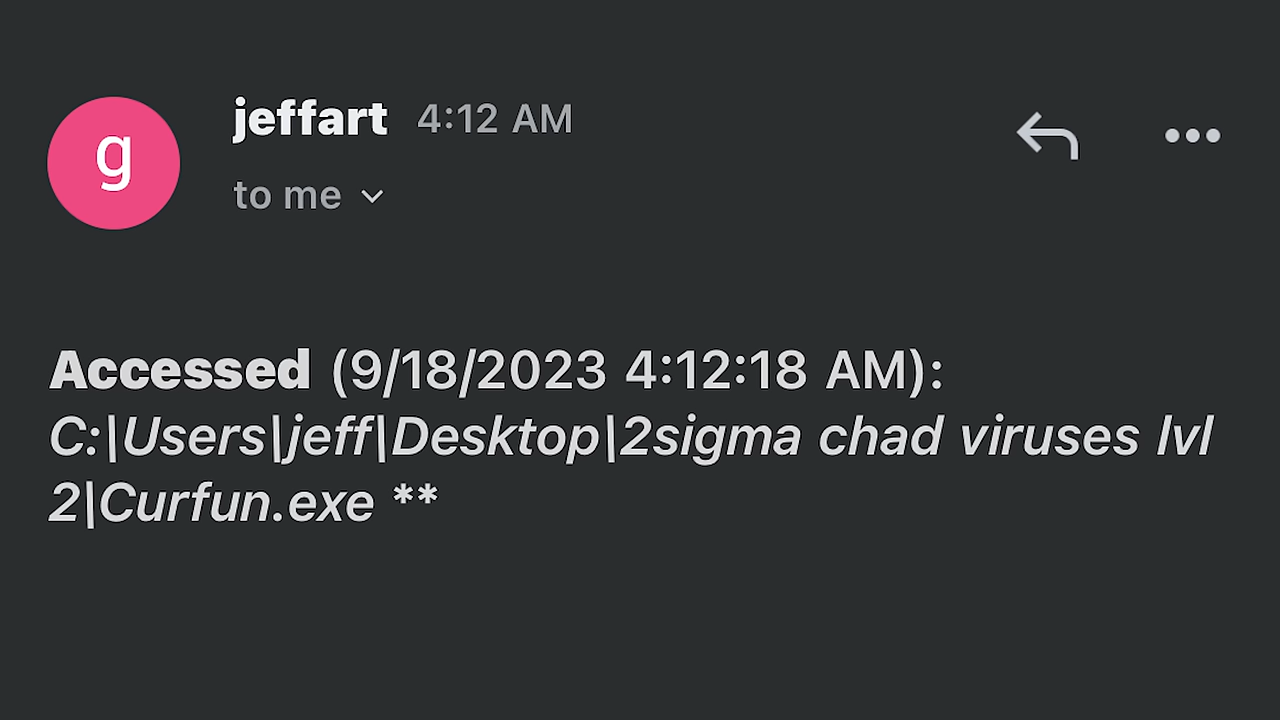 g
jeffart 4:12 AM
to me
Accessed (9/18/2023 4:12:18 AM):
C:\Users\jeff\Desktop\2sigma chad viruses lvl
2\Curfun.exe **